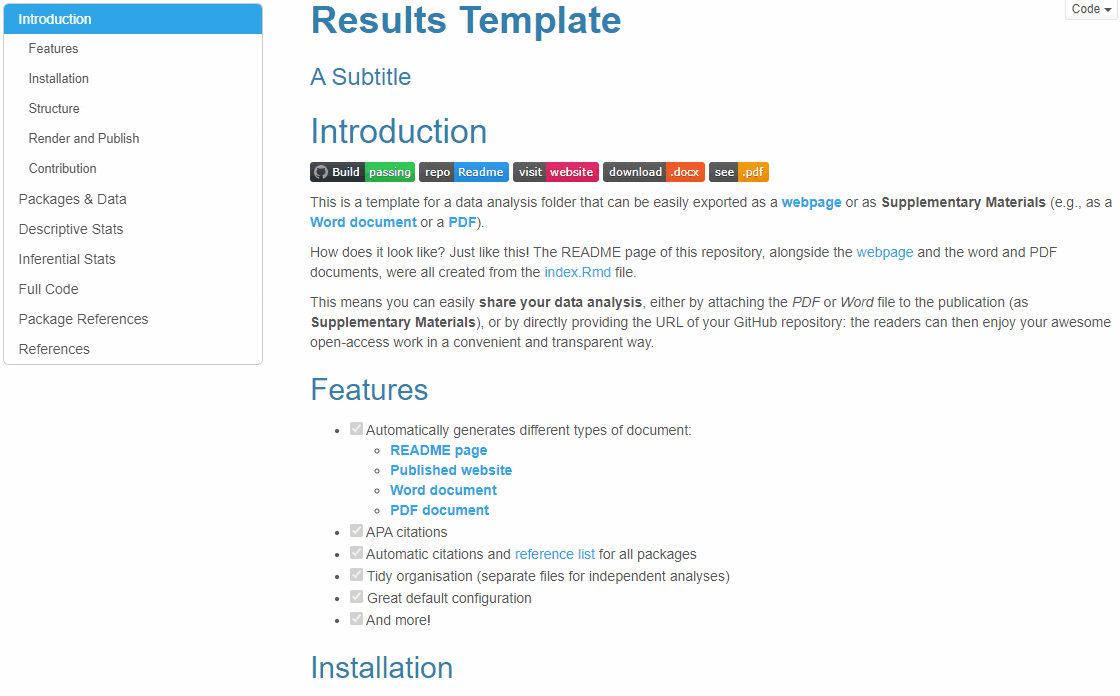 Introduction
Features
Installation
Structure
Render and Publish
Contribution
Packages & Data
Descriptive Stats
Inferential Stats
Full Code
Package References
References
Code
Results Template
A Subtitle
Introduction
Build passing repo Readme visit website download .docx see .pdf
This is a template for a data analysis folder that can be easily exported as a webpage or as Supplementary Materials (e.g., as a
Word document or a PDF).
How does it look like? Just like this! The README page of this repository, alongside the webpage and the word and PDF
documents, were all created from the index.Rmd file.
This means you can easily share your data analysis, either by attaching the PDF or Word file to the publication (as
Supplementary Materials), or by directly providing the URL of your GitHub repository: the readers can then enjoy your awesome
open-access work in a convenient and transparent way.
Features
Automatically generates different types of document:
README page
Published website
Word document
PDF document
APA citations
Automatic citations and reference list for all packages
Tidy organisation (separate files for independent analyses)
Great default configuration
And more!
Installation